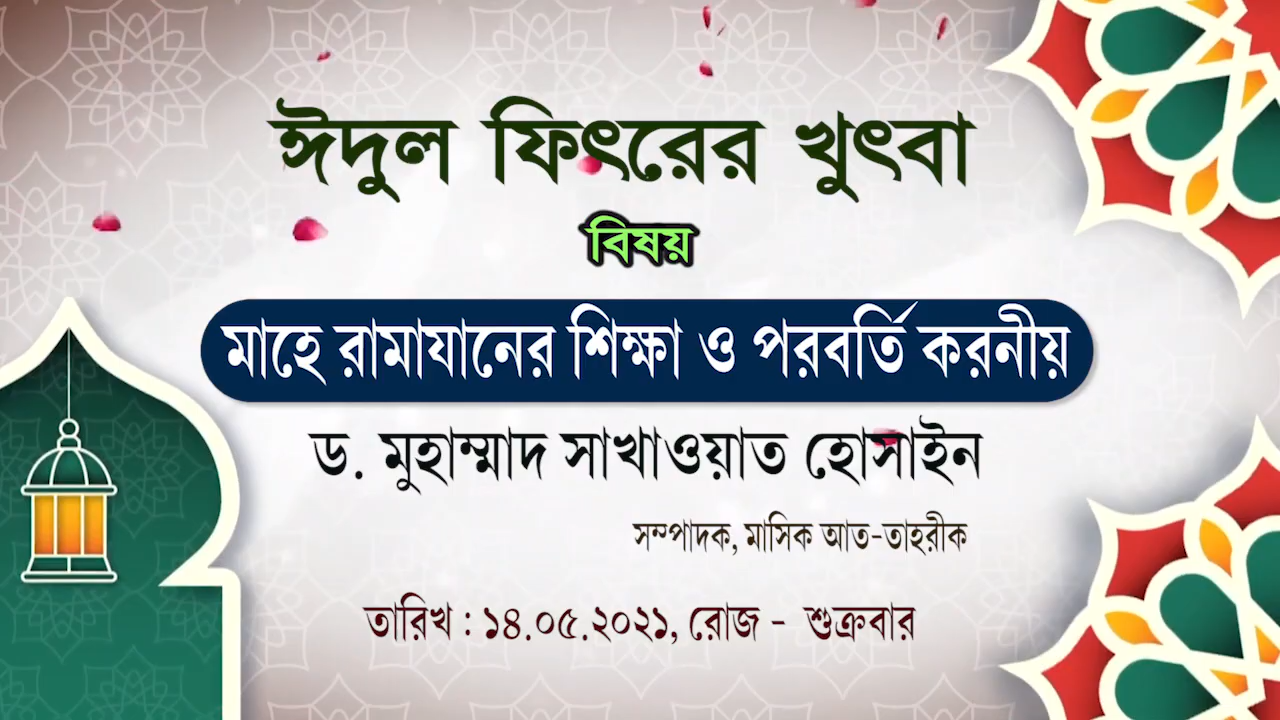 ঈদুল ফিৎরের খুৎবা
বিষয়
মাহে রামাযানের শিক্ষা ও পরবর্তি করনীয়
ড. মুহাম্মাদ সাখাওয়াত হোসাইন
সম্পাদক, মাসিক আত-তাহরীক
তারিখ : ১৪.০৫.২০২১, রোজ - শুক্রবার